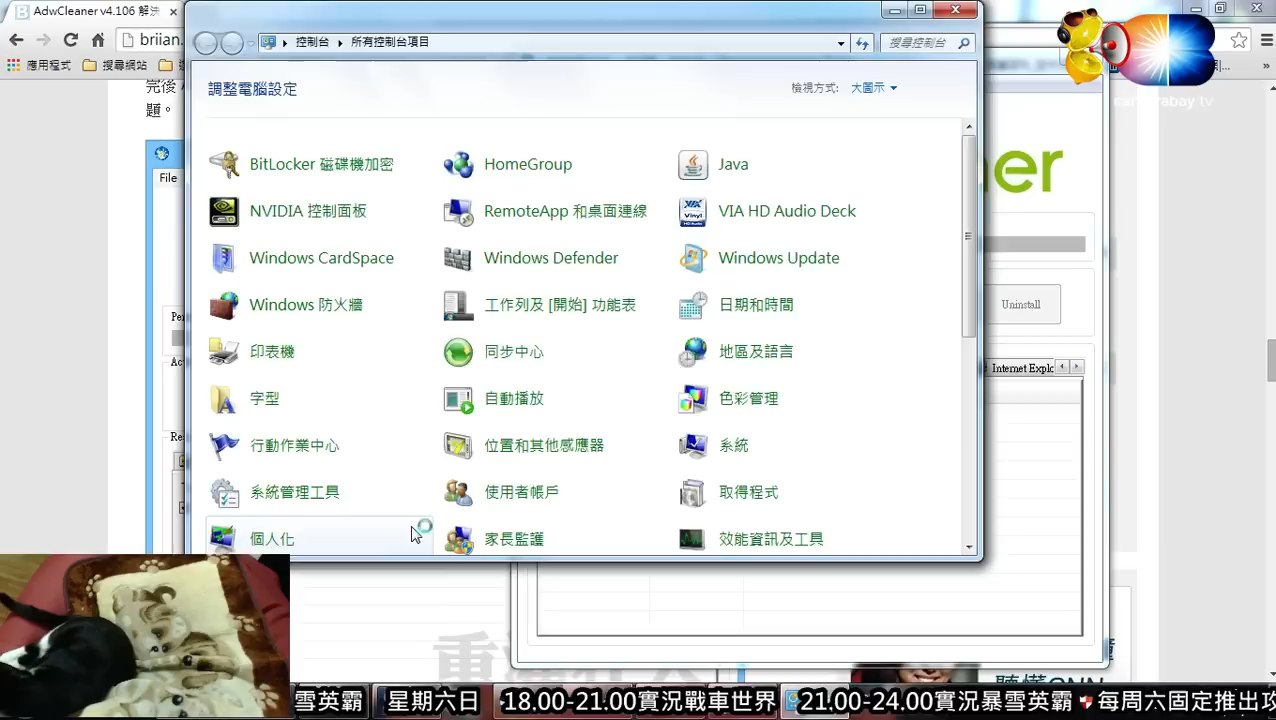 AdwCleaner v4.106 解決
briian.
應用程式
搜尋網站
完後
題。
File
控制台
所有控制台項目
搜尋控制台
調整電腦設定
檢視方式:
大圖示
BitLocker 磁碟機加密
HomeGroup
Java
NVIDIA 控制面板
RemoteApp 和桌面連線
VIA HD Audio Deck
Windows CardSpace
Windows Defender
Windows Update
Windows 防火牆
工作列及 [開始] 功能表
日期和時間
印表機
同步中心
地區及語言
字型
自動播放
色彩管理
行動作業中心
位置和其他感應器
系統
系統管理工具
使用者帳戶
取得程式
個人化
家長監護
效能資訊及工具
ner
Uninstall
Internet Explo
雪英霸
星期六日
18.00-21.00實況戰車世界
21.00-24.00實況暴雪英霸
每周六固定推出攻